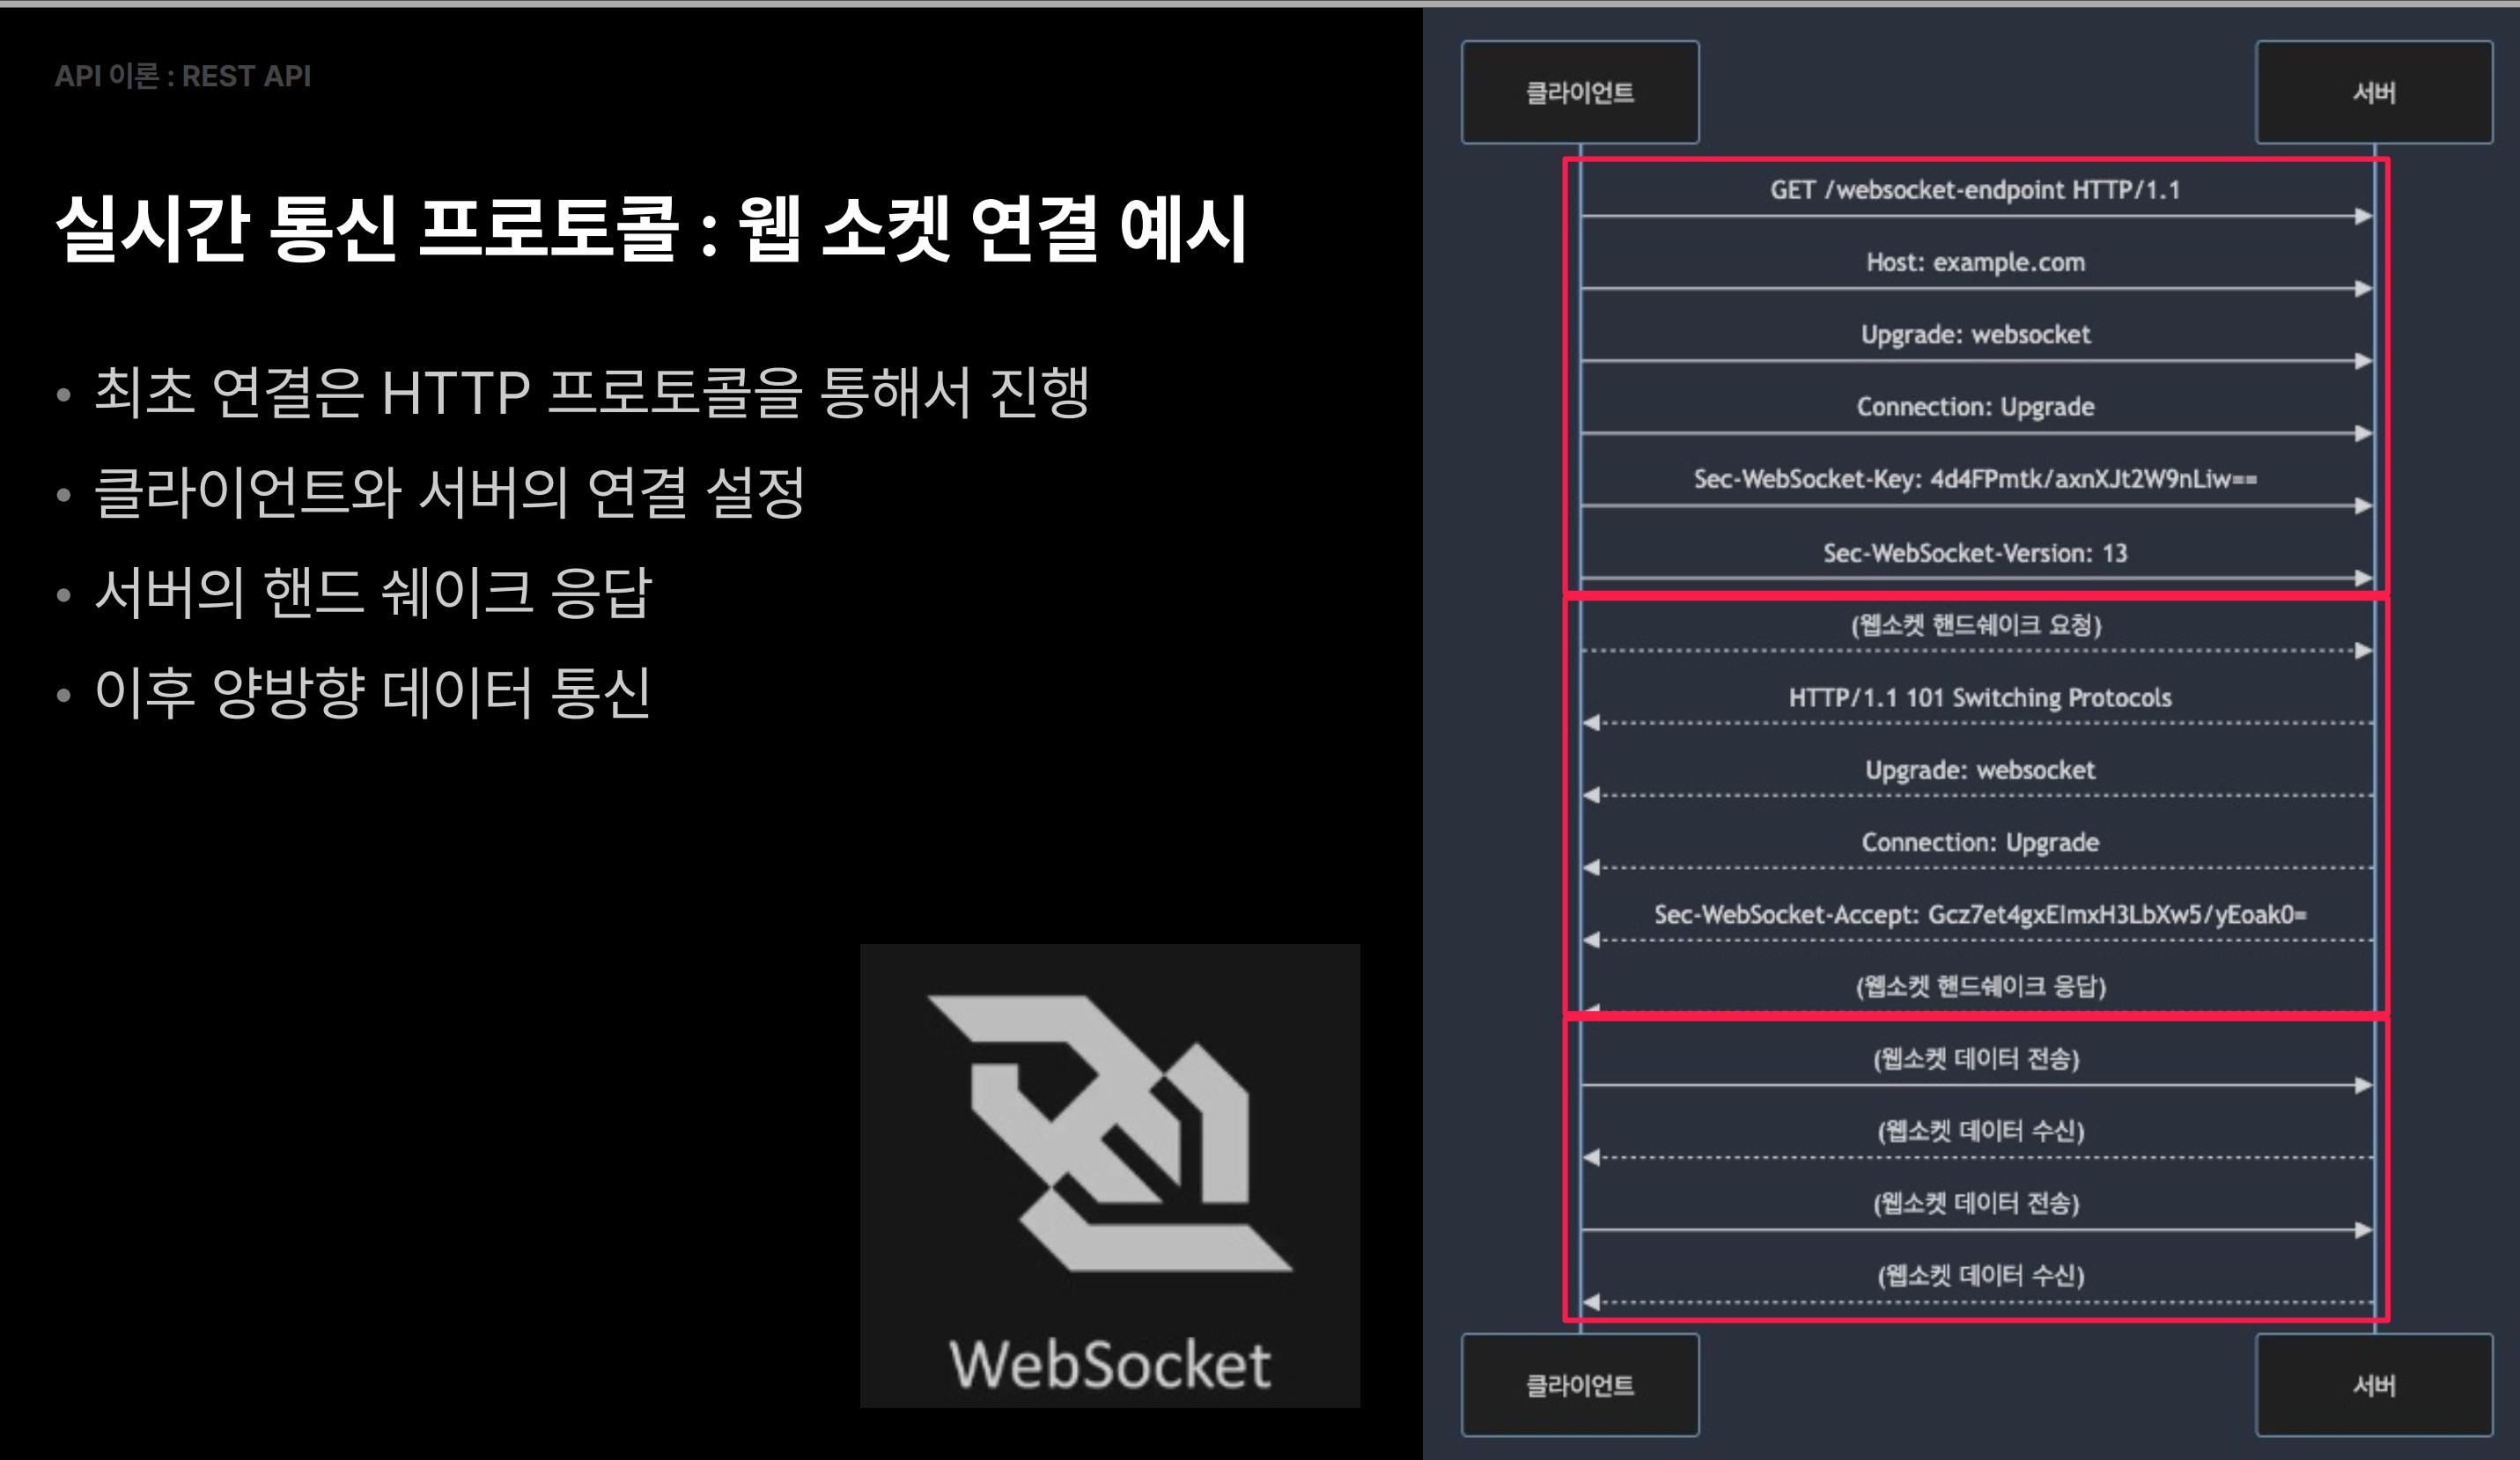 API 이론 : REST API
실시간 통신 프로토콜 : 웹 소켓 연결 예시
• 최초 연결은 HTTP 프로토콜을 통해서 진행
• 클라이언트와 서버의 연결 설정
• 서버의 핸드 쉐이크 응답
• 이후 양방향 데이터 통신
WebSocket
클라이언트
서버
GET /websocket-endpoint HTTP/1.1
Host: example.com
Upgrade: websocket
Connection: Upgrade
Sec-WebSocket-Key: 4d4FPmtk/axnXJt2W9nLiw==
Sec-WebSocket-Version: 13
(웹소켓 핸드쉐이크 요청)
HTTP/1.1 101 Switching Protocols
Upgrade: websocket
Connection: Upgrade
Sec-WebSocket-Accept: Gcz7et4gxEImxH3LbXw5/yEoak0=
(웹소켓 핸드쉐이크 응답)
(웹소켓 데이터 전송)
(웹소켓 데이터 수신)
(웹소켓 데이터 전송)
(웹소켓 데이터 수신)
클라이언트
서버